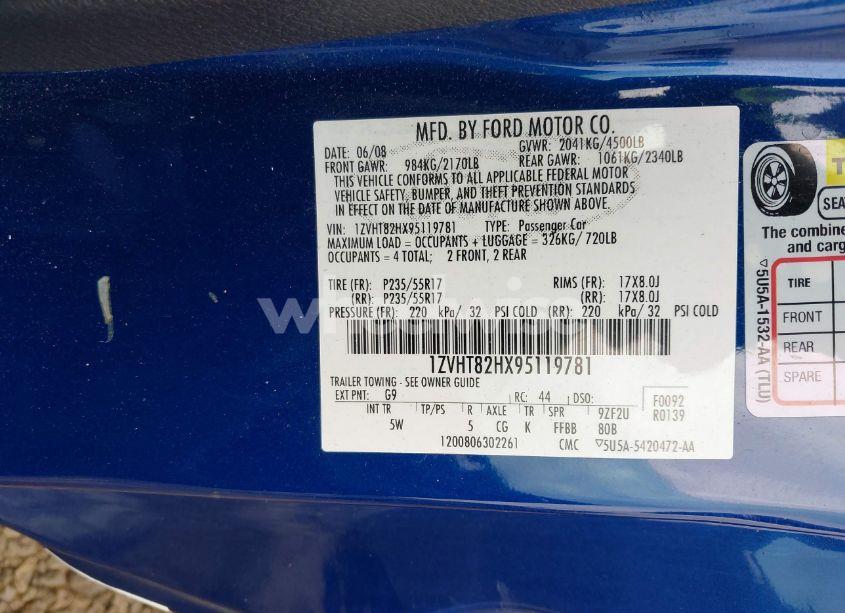 MFD. BY FORD MOTOR CO.
DATE: 06/08 GVWR: 2041KG/4500LB
FRONT GAWR: 984KG/2170LB REAR GAWR: 1061KG/2340LB
THIS VEHICLE CONFORMS TO ALL APPLICABLE FEDERAL MOTOR
VEHICLE SAFETY, BUMPER, AND THEFT PREVENTION STANDARDS
IN EFFECT ON THE DATE OF MANUFACTURE SHOWN ABOVE.
VIN: 1ZVHT82HX95119781 TYPE: Passenger Car
MAXIMUM LOAD = OCCUPANTS + LUGGAGE = 326KG/720LB
OCCUPANTS = 4 TOTAL; 2 FRONT, 2 REAR
TIRE (FR): P235/55R17 RIMS (FR): 17X8.0J
(RR): P235/55R17 (RR): 17X8.0J
PRESSURE (FR): 220 kPa/ 32 PSI COLD (RR): 220 kPa/ 32 PSI COLD
1ZVHT82HX95119781
TRAILER TOWING - SEE OWNER GUIDE
EXT PNT: G9 RC: 44 DSO: F0092
INT TR TP/PS R AXLE TR SPR 9ZF2U R0139
5W 5 CG K FFBB 80B
1200806302261 CMC 5U5A-5420472-AA
SEA
The combine
and carg
TIRE
FRONT
REAR
SPARE
5U5A-1532-AA (TLU)